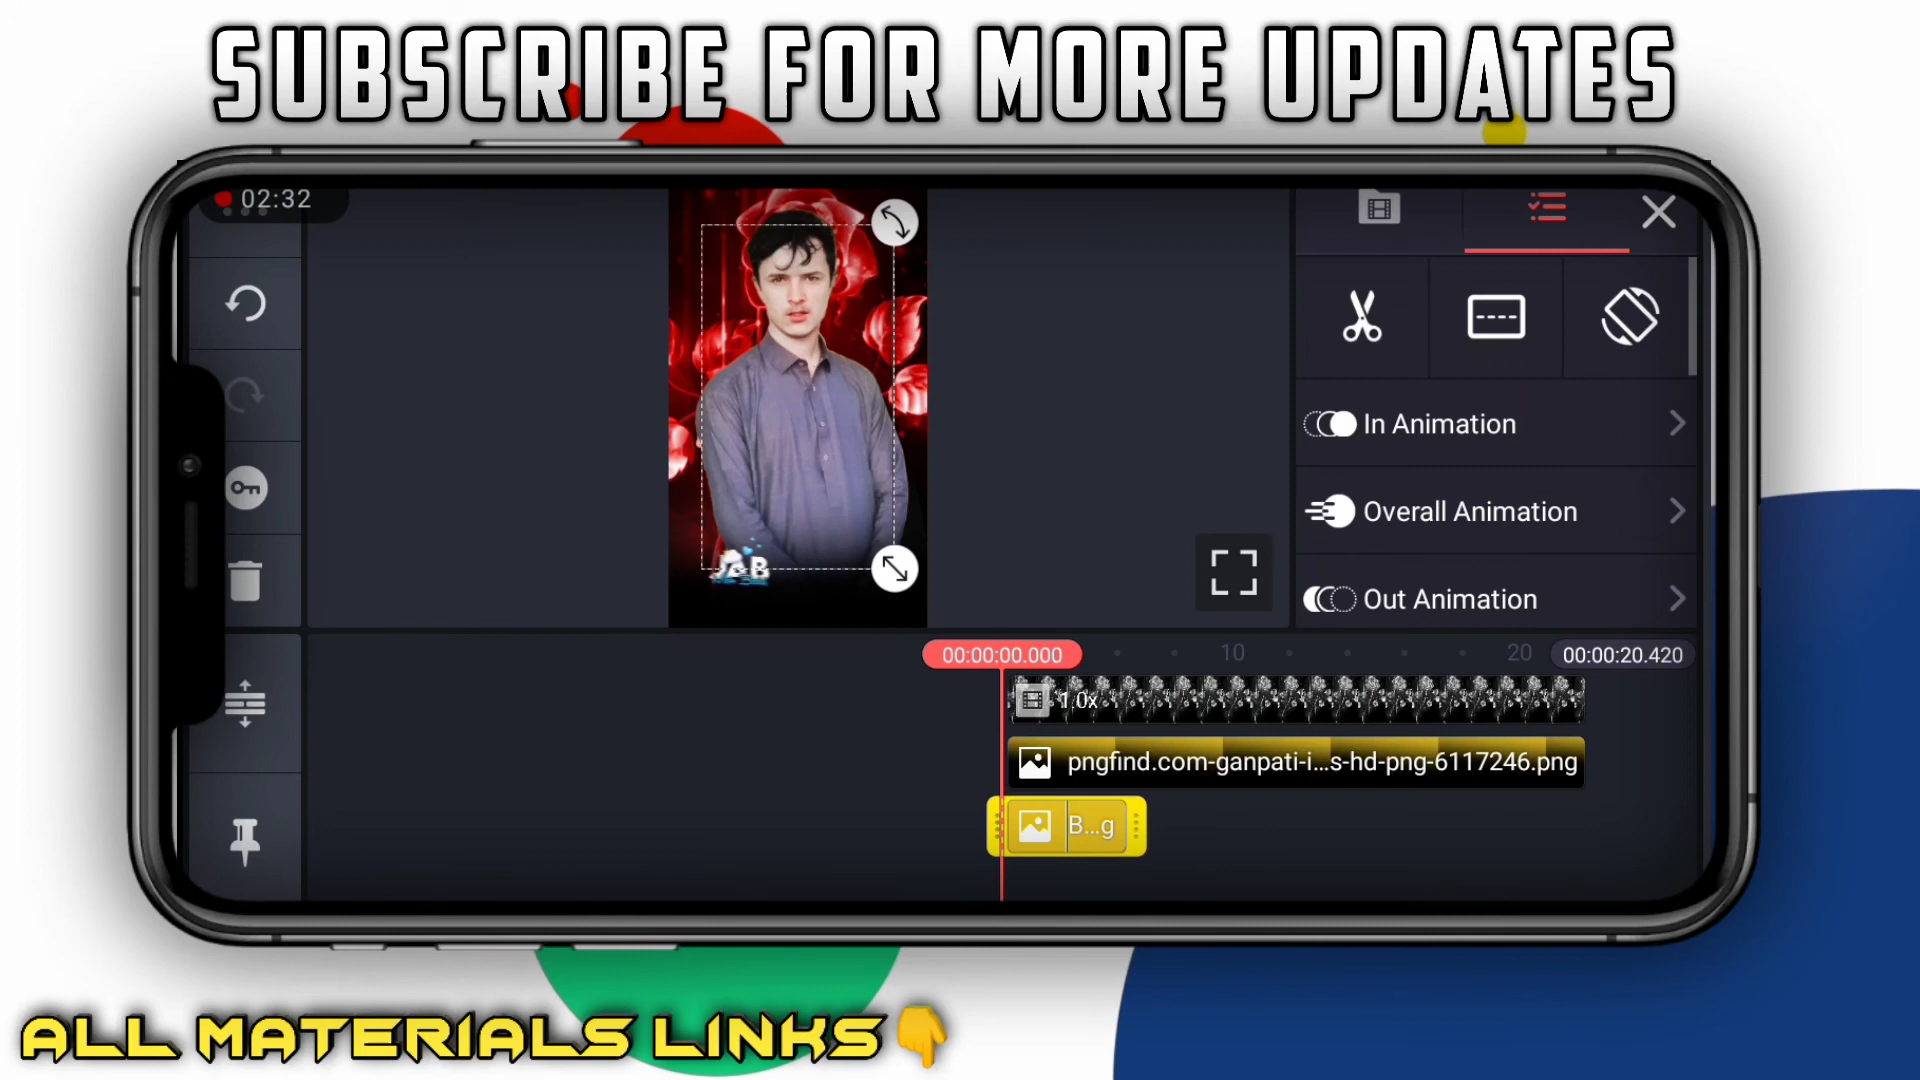 SUBSCRIBE FOR MORE UPDATES
02:32
In Animation
Overall Animation
Out Animation
00:00:00.000
10
20
00:00:20.420
1.0x
pngfind.com-ganpati-i...s-hd-png-6117246.png
B...g
ALL MATERIALS LINKS👇